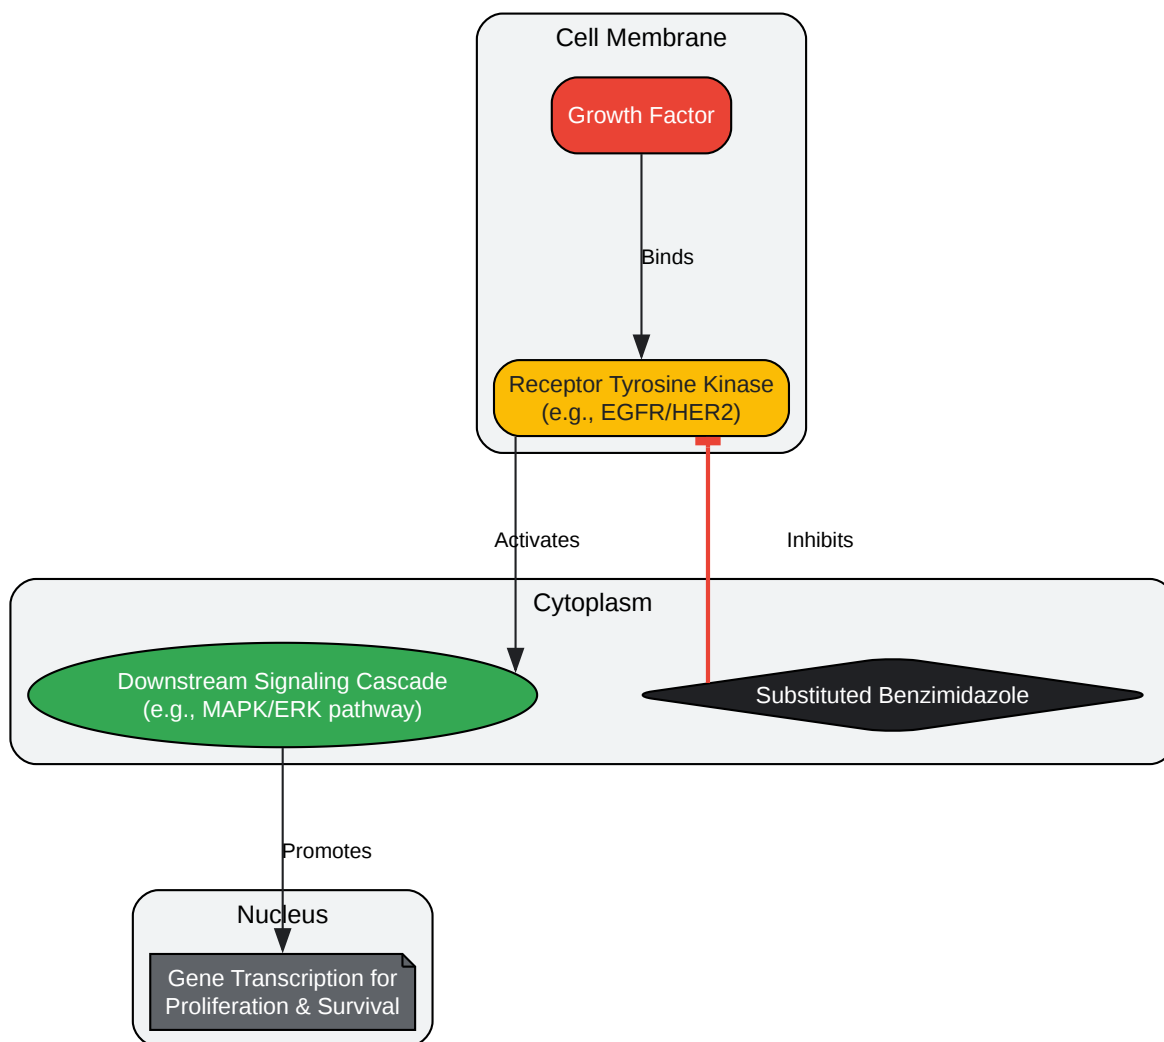 Cell Membrane
Growth Factor
Binds
Receptor Tyrosine Kinase
(e.g., EGFR/HER2)
Activates
Inhibits
Cytoplasm
Downstream Signaling Cascade
(e.g., MAPK/ERK pathway)
Substituted Benzimidazole
Promotes
Nucleus
Gene Transcription for
Proliferation & Survival